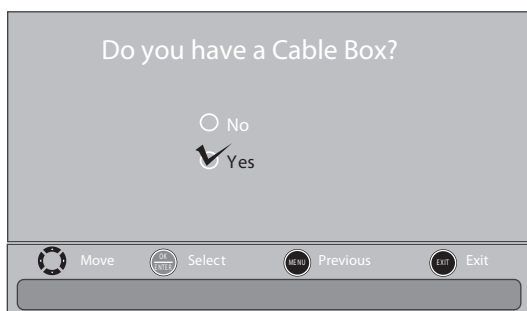 Do you have a Cable Box?
No
Yes
Move OK ENTER Select MENU Previous EXIT Exit